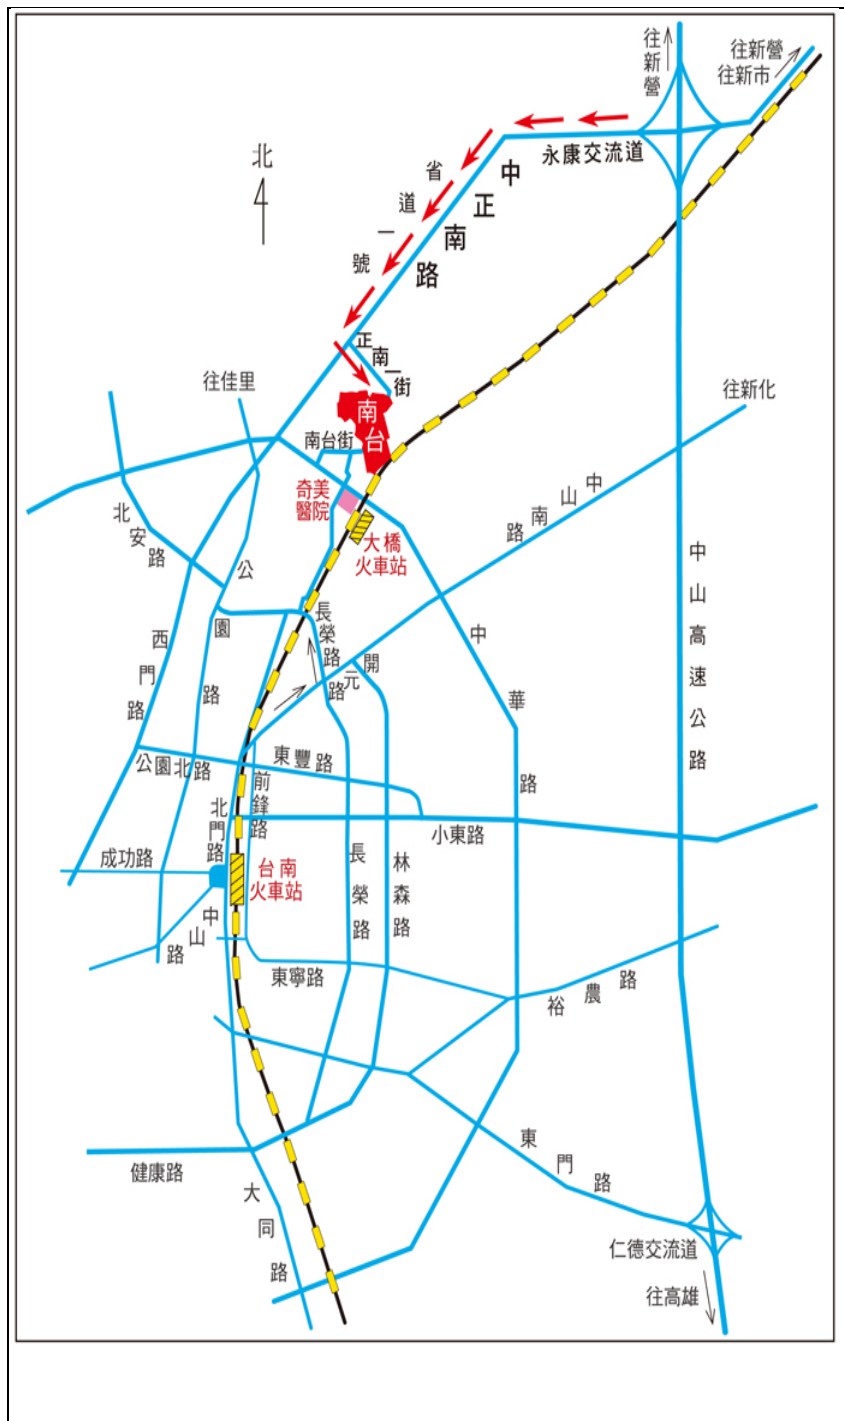 往新營
往新營
往新市
北
永康交流道
中正南路
省道一號
正南一街
往佳里
南台
往新化
南台街
奇美
醫院
大橋
火車站
中山南路
北安路
公園路
長榮路
開元路
中華路
中山高速公路
西門路
公園北路
東豐路
前鋒路
北門路
小東路
成功路
台南
火車站
長榮路
林森路
中山路
東寧路
裕農路
東門路
健康路
大同路
仁德交流道
往高雄